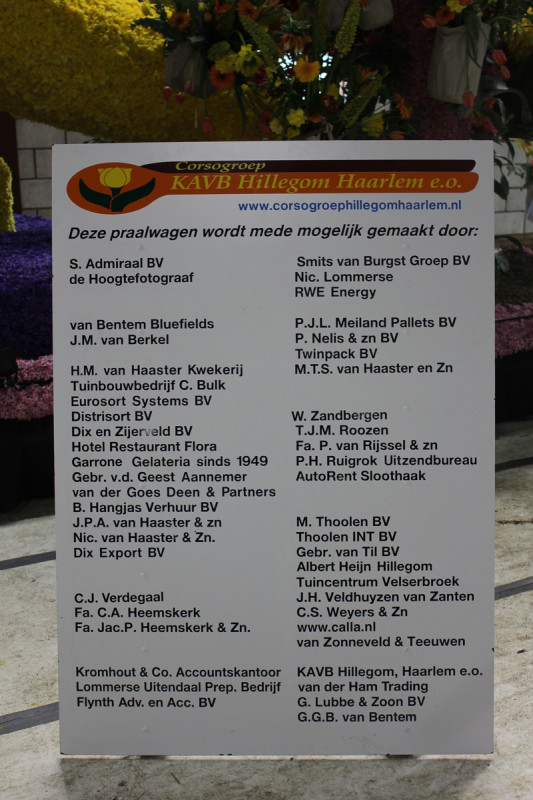 Corsogroep
KAVB Hillegom Haarlem e.o.
www.corsogroephillegomhaarlem.nl
Deze praalwagen wordt mede mogelijk gemaakt door:
S. Admiraal BV
de Hoogtefotograaf
van Bentem Bluefields
J.M. van Berkel
H.M. van Haaster Kwekerij
Tuinbouwbedrijf C. Bulk
Eurosort Systems BV
Distrisort BV
Dix en Zijerveld BV
Hotel Restaurant Flora
Garrone Gelateria sinds 1949
Gebr. v.d. Geest Aannemer
van der Goes Deen & Partners
B. Hangjas Verhuur BV
J.P.A. van Haaster & zn
Nic. van Haaster & Zn.
Dix Export BV
C.J. Verdegaal
Fa. C.A. Heemskerk
Fa. Jac.P. Heemskerk & Zn.
Kromhout & Co. Accountskantoor
Lommerse Uitendaal Prep. Bedrijf
Flynth Adv. en Acc. BV
Smits van Burgst Groep BV
Nic. Lommerse
RWE Energy
P.J.L. Meiland Pallets BV
P. Nelis & zn BV
Twinpack BV
M.T.S. van Haaster en Zn
W. Zandbergen
T.J.M. Roozen
Fa. P. van Rijssel & zn
P.H. Ruigrok Uitzendbureau
AutoRent Sloothaak
M. Tholen BV
Thoolen INT BV
Gebr. van Til BV
Albert Heijn Hillegom
Tuincentrum Velserbroek
J.H. Veldhuyzen van Zanten
C.S. Weyers & Zn
www.calla.nl
van Zonneveld & Teeuwen
KAVB Hillegom, Haarlem e.o.
van der Ham Trading
G. Lubbe & Zoon BV
G.G.B. van Bentem